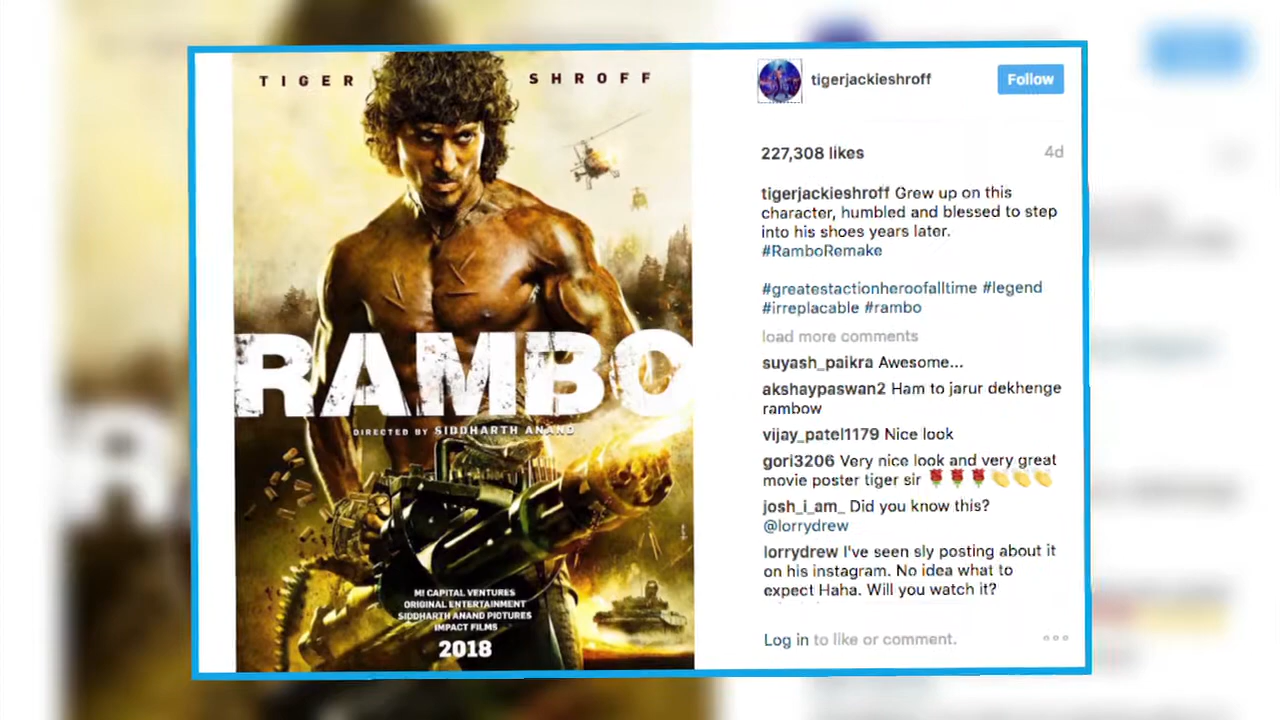 TIGER SHROFF
RAMBO
DIRECTED BY SIDDHARTH ANAND
M! CAPITAL VENTURES
ORIGINAL ENTERTAINMENT
SIDDHARTH ANAND PICTURES
IMPACT FILMS
2018
tigerjackieshroff
Follow
227,308 likes
4d
tigerjackieshroff Grew up on this
character, humbled and blessed to step
into his shoes years later.
#RamboRemake
#greatestactionheroofalltime #legend
#irreplacable #rambo
load more comments
suyash_paikra Awesome...
akshaypaswan2 Ham to jarur dekhenge
rambow
vijay_patel1179 Nice look
gori3206 Very nice look and very great
movie poster tiger sir 🌹🌹🌹👏👏👏
josh_i_am_ Did you know this?
@lorrydrew
lorrydrew I've seen sly posting about it
on his instagram. No idea what to
expect Haha. Will you watch it?
Log in to like or comment.